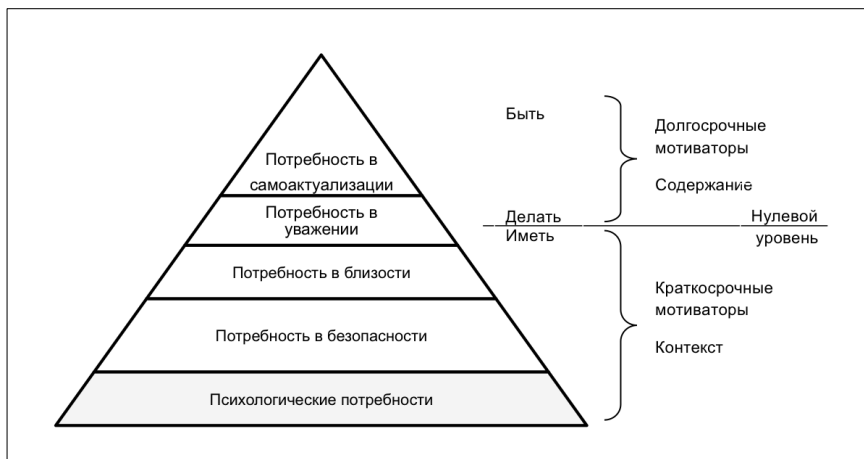 Потребность в
самоактуализации
Потребность в
уважении
Потребность в близости
Потребность в безопасности
Психологические потребности
Быть
Делать
Иметь
Долгосрочные
мотиваторы
Содержание
Нулевой
уровень
Краткосрочные
мотиваторы
Контекст